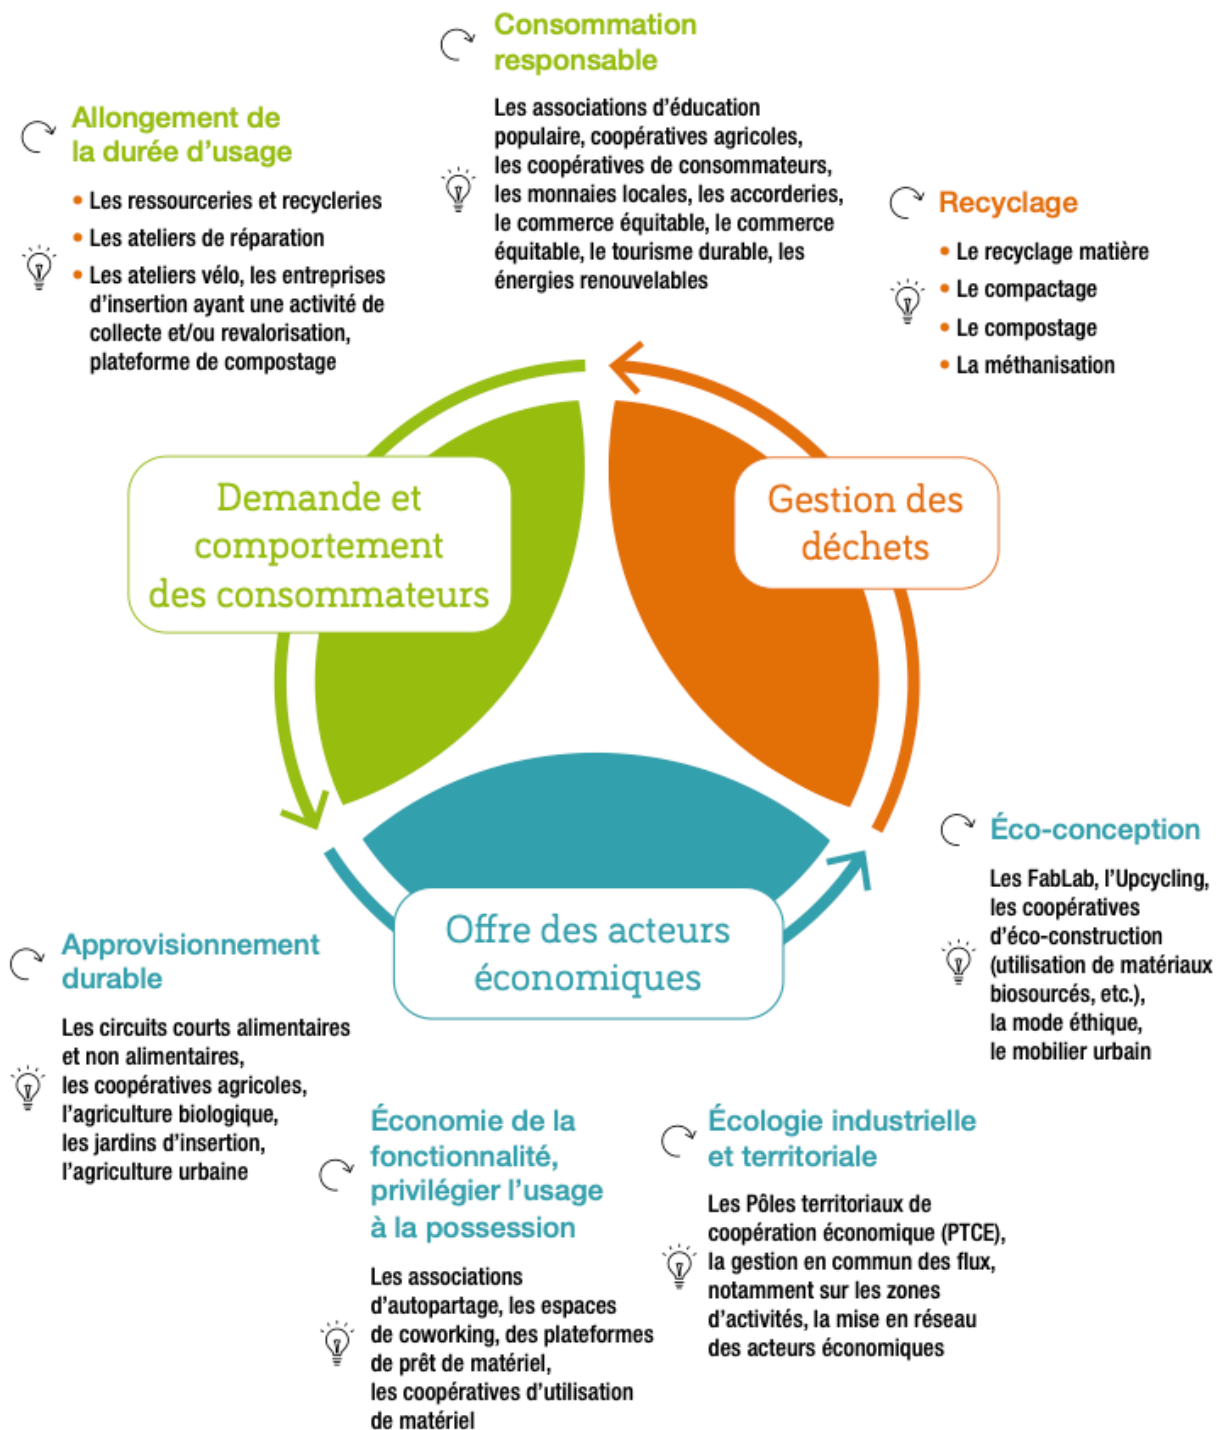 Consommation
responsable
Les associations d’éducation
populaire, coopératives agricoles,
les coopératives de consommateurs,
les monnaies locales, les accorderies,
le commerce équitable, le commerce
équitable, le tourisme durable, les
énergies renouvelables
Allongement de
la durée d’usage
• Les ressourceries et recycleries
• Les ateliers de réparation
• Les ateliers vélo, les entreprises
d’insertion ayant une activité de
collecte et/ou revalorisation,
plateforme de compostage
Recyclage
• Le recyclage matière
• Le compactage
• Le compostage
• La méthanisation
Demande et
comportement
des consommateurs
Gestion des
déchets
Offre des acteurs
économiques
Éco-conception
Les FabLab, l’Upcycling,
les coopératives
d’éco-construction
(utilisation de matériaux
biosourcés, etc.),
la mode éthique,
le mobilier urbain
Approvisionnement
durable
Les circuits courts alimentaires
et non alimentaires,
les coopératives agricoles,
l’agriculture biologique,
les jardins d’insertion,
l’agriculture urbaine
Économie de la
fonctionnalité,
privilégier l’usage
à la possession
Les associations
d’autopartage, les espaces
de coworking, des plateformes
de prêt de matériel,
les coopératives d’utilisation
de matériel
Écologie industrielle
et territoriale
Les Pôles territoriaux de
coopération économique (PTCE),
la gestion en commun des flux,
notamment sur les zones
d’activités, la mise en réseau
des acteurs économiques